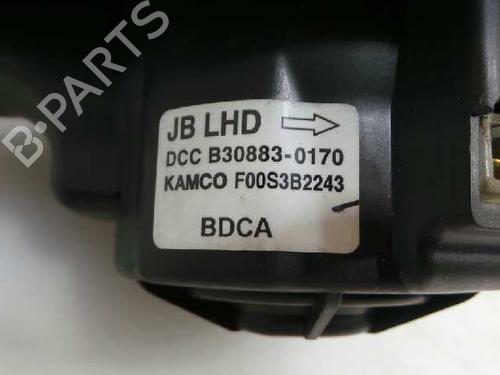 B-PARTS
JB LHD
DCC B30883-0170
KAMCO F00S3B2243
BDCA